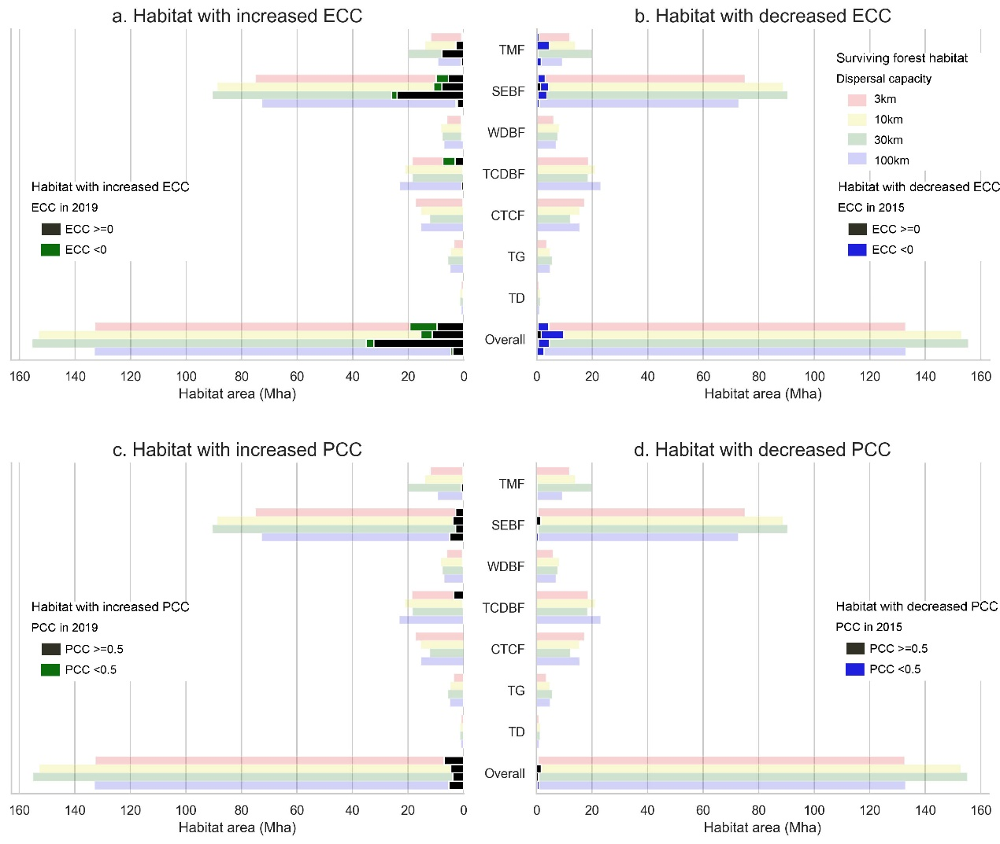 a. Habitat with increased ECC
b. Habitat with decreased ECC
TMF
SEBF
WDBF
TCDBF
CTCF
TG
TD
Overall
Surviving forest habitat
Dispersal capacity
3km
10km
30km
100km
Habitat with increased ECC
ECC in 2019
ECC >=0
ECC <0
Habitat with decreased ECC
ECC in 2015
ECC >=0
ECC <0
160 140 120 100 80 60 40 20 0
Habitat area (Mha)
0 20 40 60 80 100 120 140 160
Habitat area (Mha)
c. Habitat with increased PCC
d. Habitat with decreased PCC
TMF
SEBF
WDBF
TCDBF
CTCF
TG
TD
Overall
Habitat with increased PCC
PCC in 2019
PCC >=0.5
PCC <0.5
Habitat with decreased PCC
PCC in 2015
PCC >=0.5
PCC <0.5
160 140 120 100 80 60 40 20 0
Habitat area (Mha)
0 20 40 60 80 100 120 140 160
Habitat area (Mha)